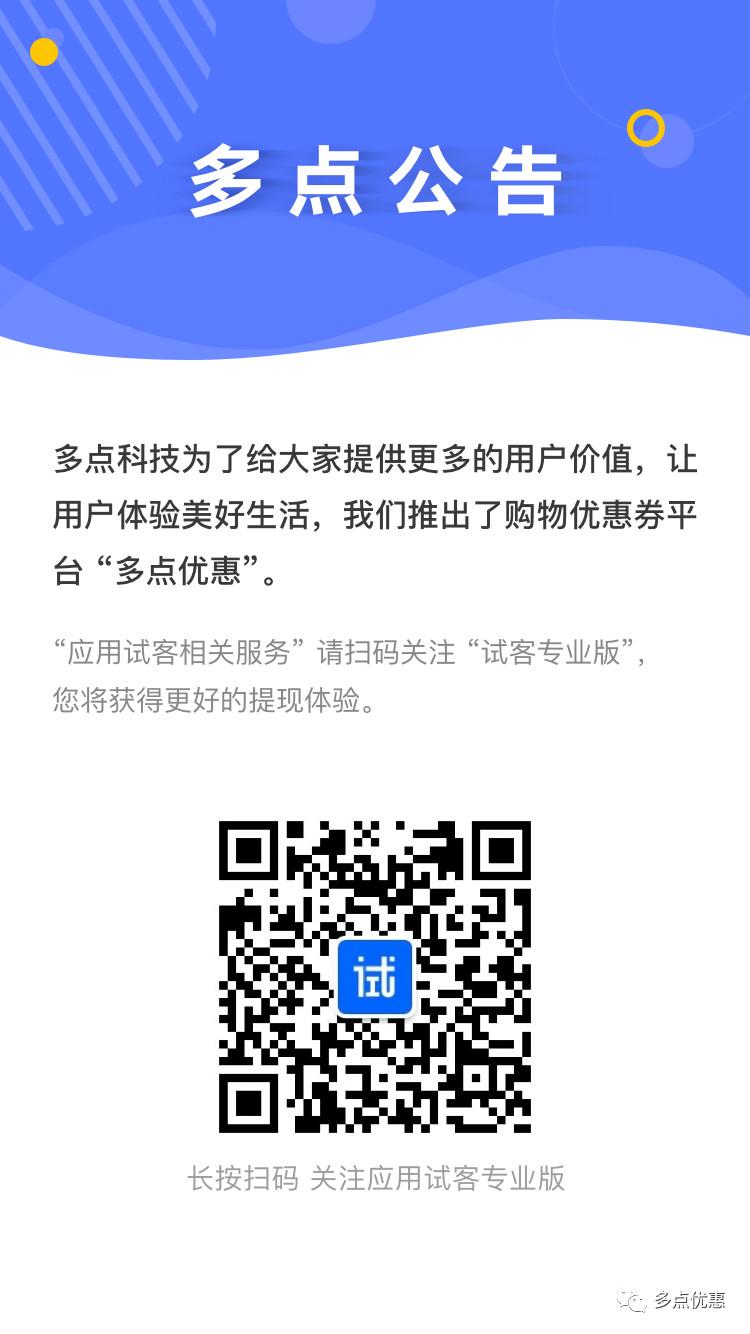 多点公告
多点科技为了给大家提供更多的用户价值，让
用户体验美好生活，我们推出了购物优惠券平
台“多点优惠”。
“应用试客相关服务”请扫码关注“试客专业版”，
您将获得更好的提现体验。
试
长按扫码 关注应用试客专业版
多点优惠